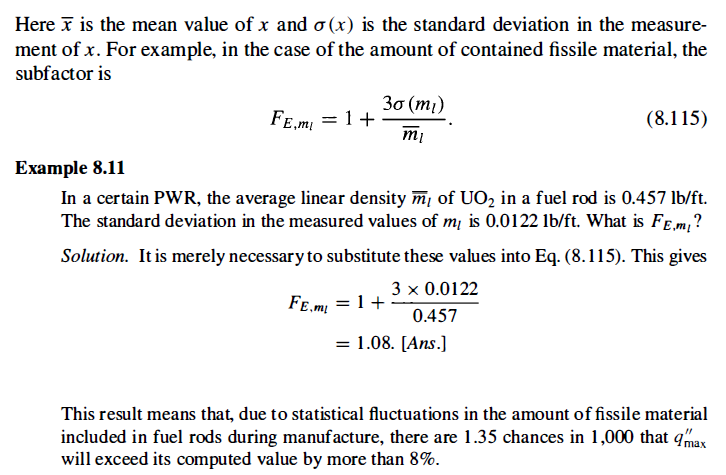 Here x̅ is the mean value of x and σ(x) is the standard deviation in the measure-
ment of x. For example, in the case of the amount of contained fissile material, the
subfactor is
F_{E,m_l} = 1 + \frac{3σ(m_l)}{\overline{m}_l}. (8.115)
Example 8.11
In a certain PWR, the average linear density m̅_l of UO₂ in a fuel rod is 0.457 lb/ft.
The standard deviation in the measured values of m_l is 0.0122 lb/ft. What is F_{E,m_l}?
Solution. It is merely necessary to substitute these values into Eq. (8.115). This gives
F_{E,m_l} = 1 + \frac{3 × 0.0122}{0.457}
= 1.08. [Ans.]
This result means that, due to statistical fluctuations in the amount of fissile material
included in fuel rods during manufacture, there are 1.35 chances in 1,000 that q″_{max}
will exceed its computed value by more than 8%.